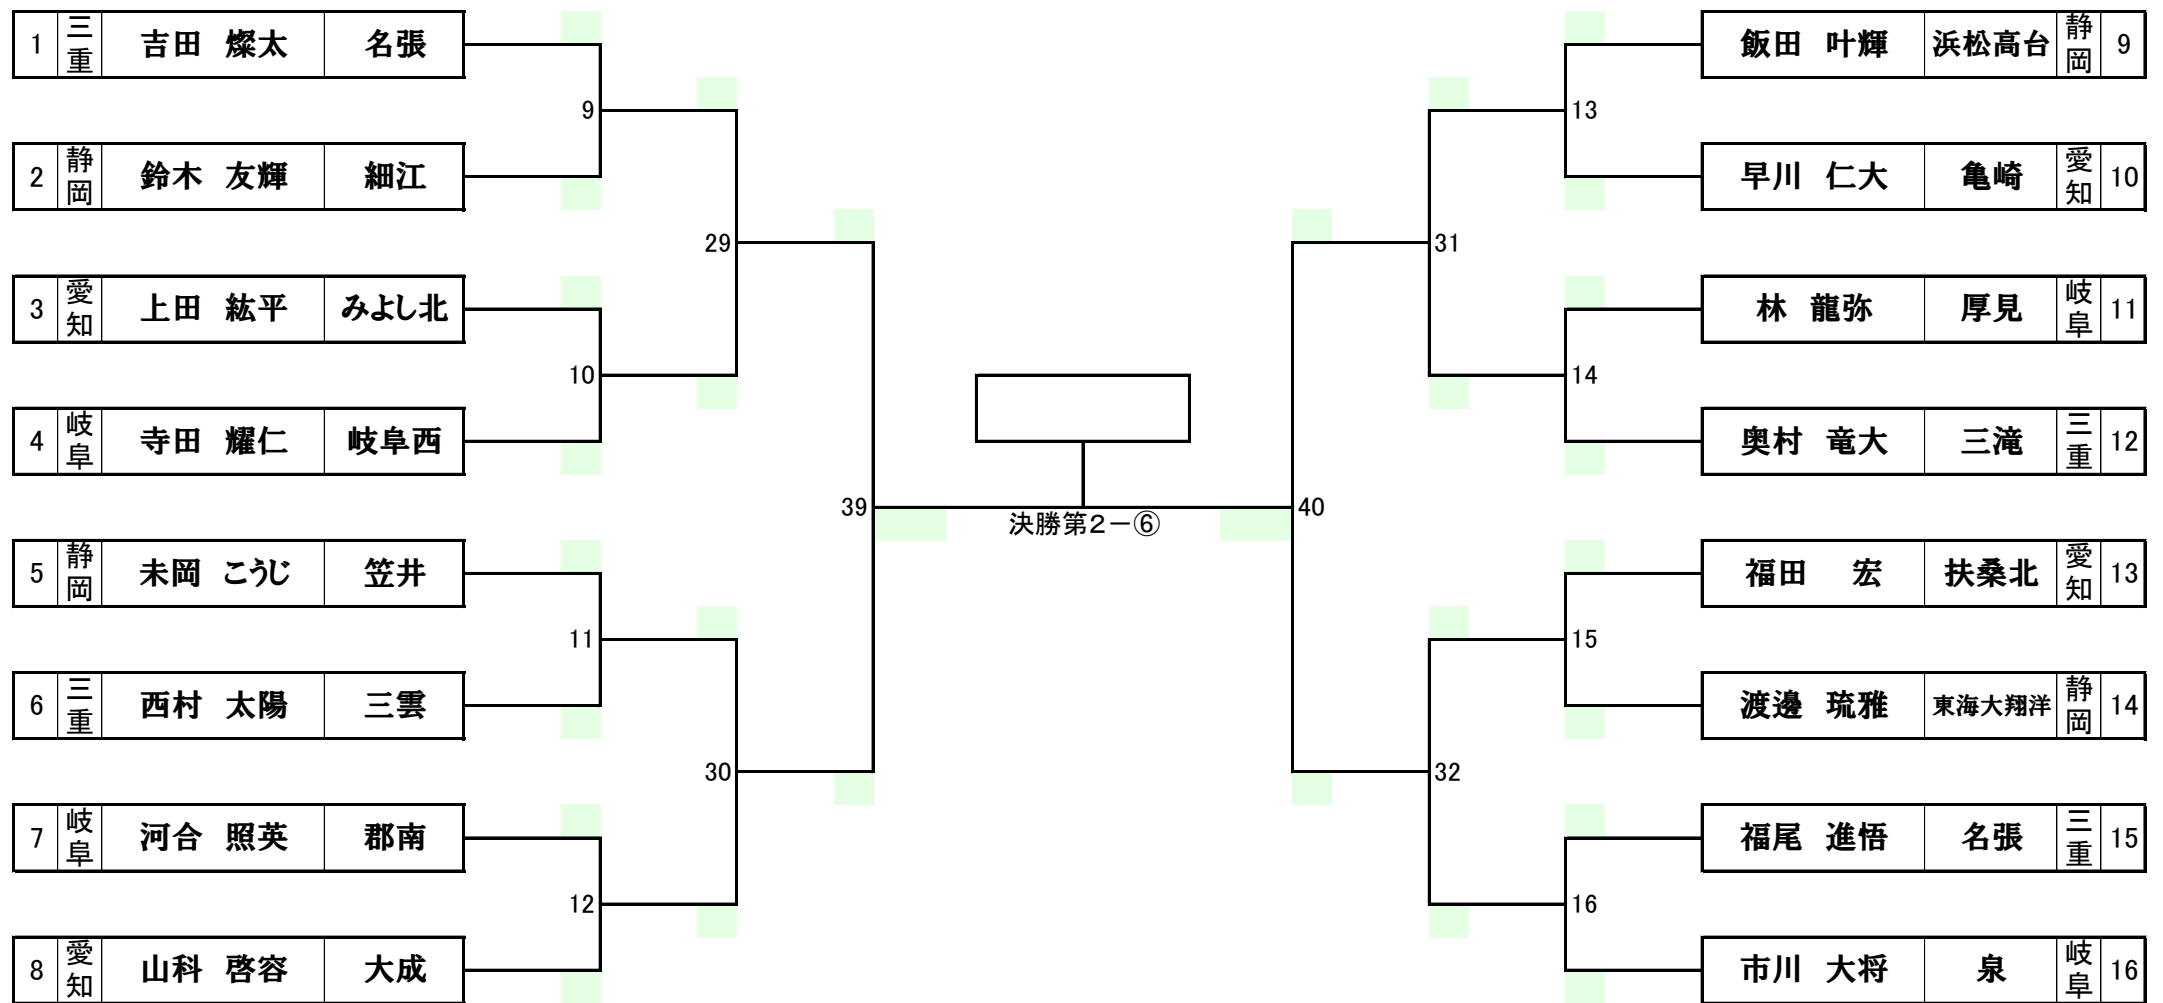 1 三重 吉田 燦太 名張
2 静岡 鈴木 友輝 細江
3 愛知 上田 紘平 みよし北
4 岐阜 寺田 耀仁 岐阜西
5 静岡 未岡 こうじ 笠井
6 三重 西村 太陽 三雲
7 岐阜 河合 照英 郡南
8 愛知 山科 啓容 大成
9
10
11
12
29
30
39
決勝第2－⑥
40
31
32
13
14
15
16
飯田 叶輝 浜松高台 静岡 9
早川 仁大 亀崎 愛知 10
林 龍弥 厚見 岐阜 11
奥村 竜大 三滝 三重 12
福田 宏 扶桑北 愛知 13
渡邊 琉雅 東海大翔洋 静岡 14
福尾 進悟 名張 三重 15
市川 大将 泉 岐阜 16